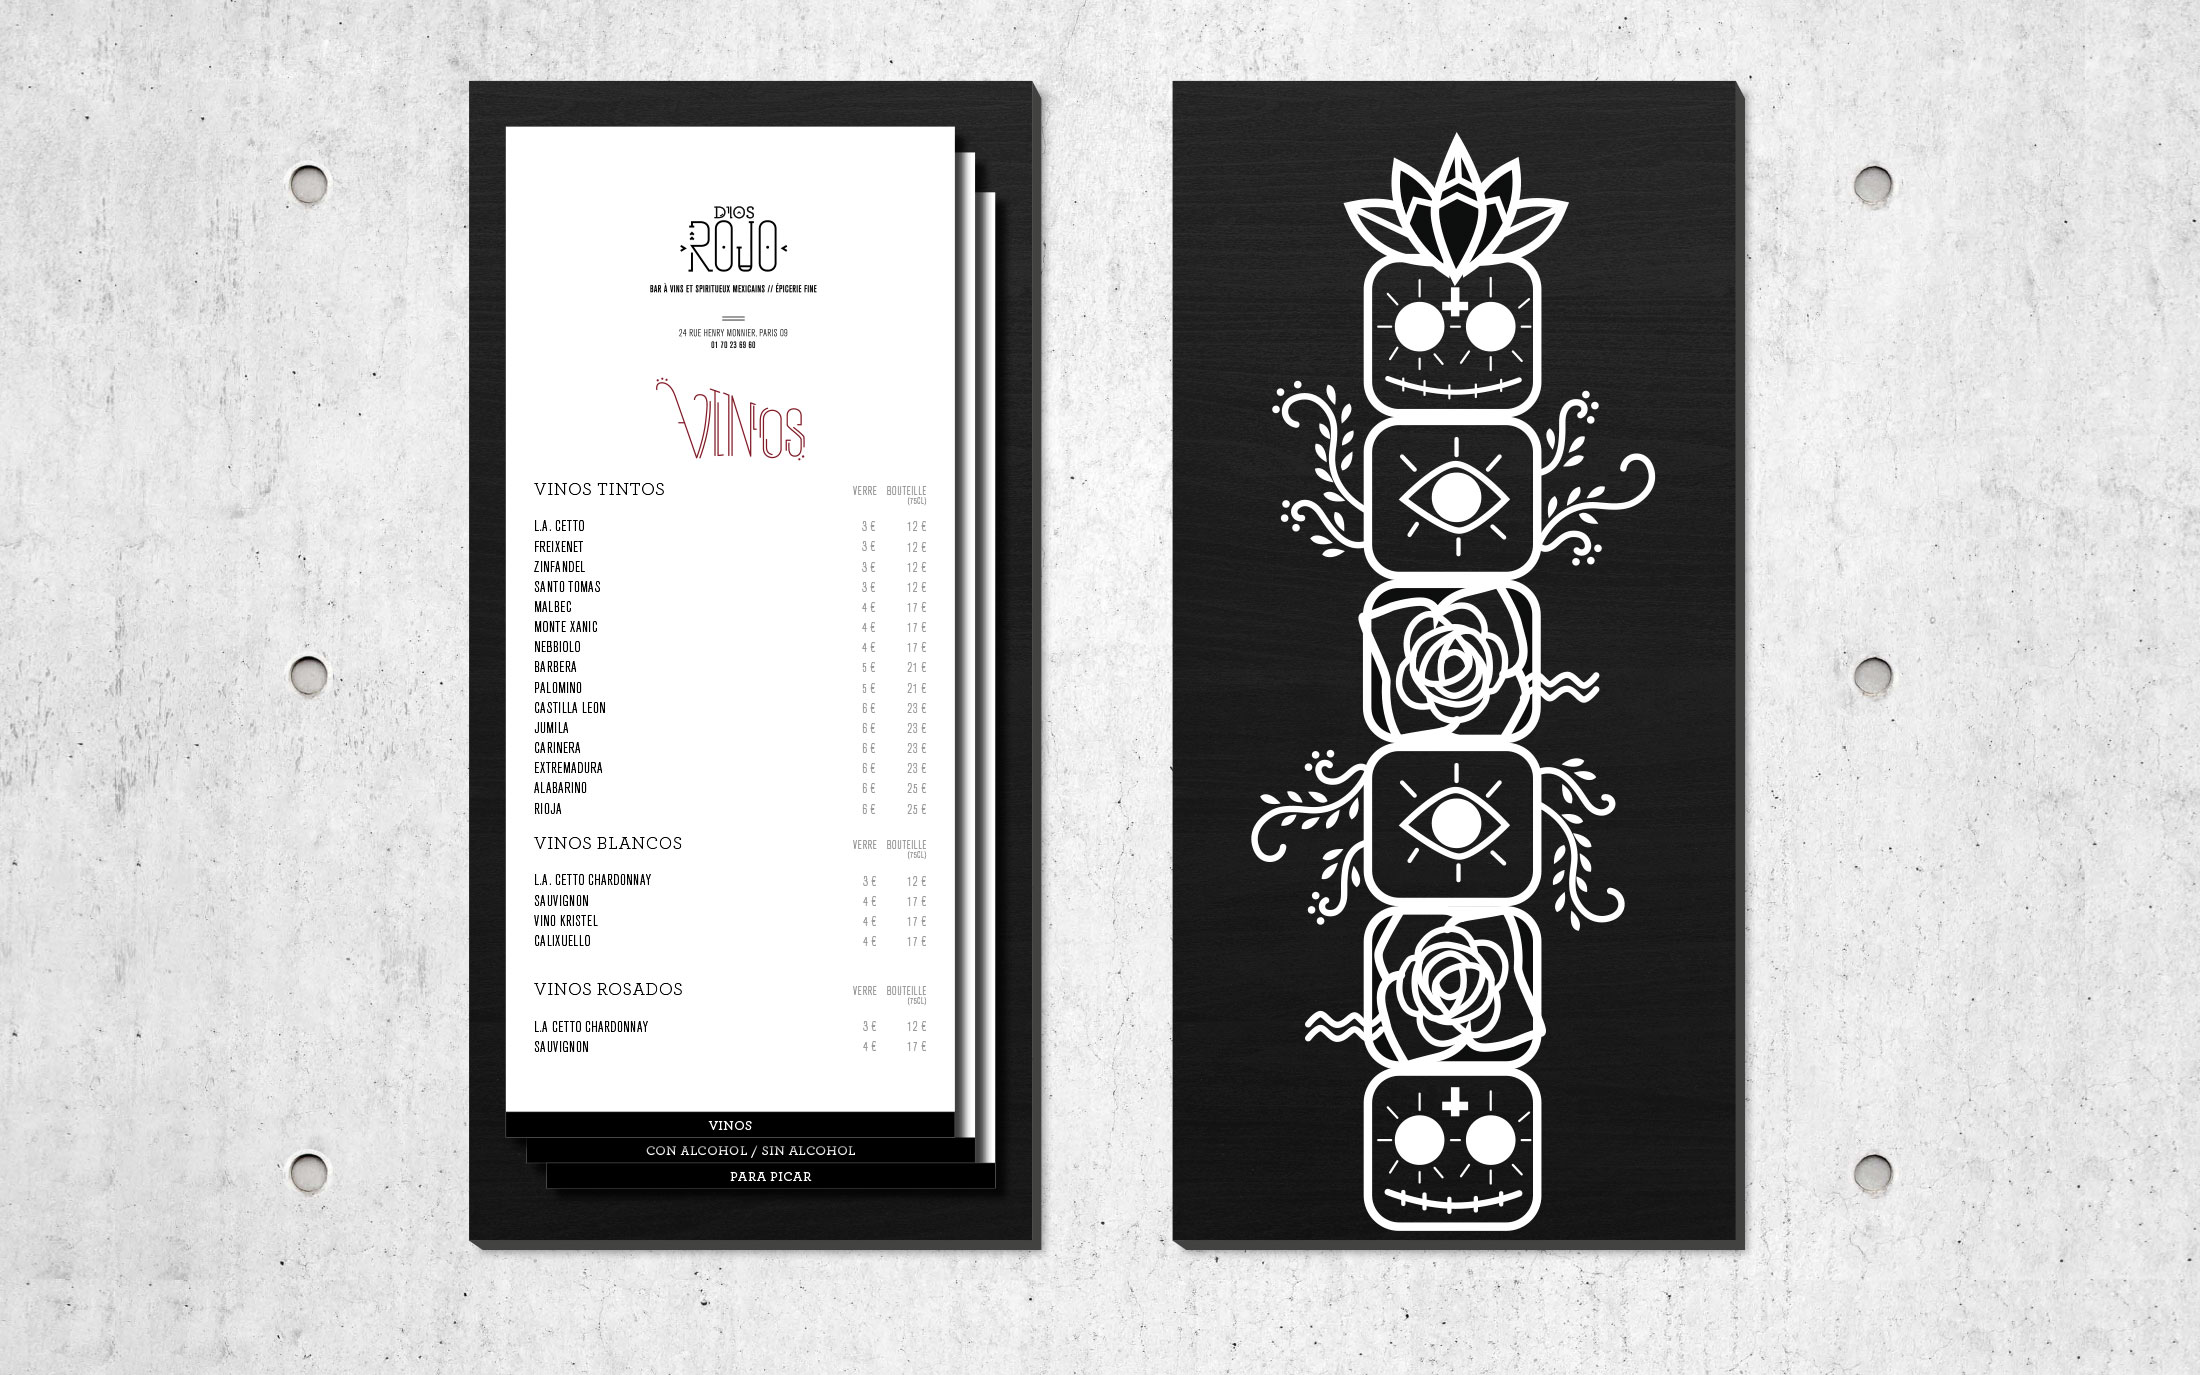 DIOS
ROJO
BAR À VINS ET SPIRITUEUX MEXICAINS // ÉPICERIE FINE
24 RUE HENRY MONNIER, PARIS 09
01 70 23 69 60
VINOS
VINOS TINTOS VERRE BOUTEILLE
(75CL)
L.A. CETTO 3 € 12 €
FREIXENET 3 € 12 €
ZINFANDEL 3 € 12 €
SANTO TOMAS 3 € 12 €
MALBEC 4 € 17 €
MONTE XANIC 4 € 17 €
NEBBIOLO 4 € 17 €
BARBERA 5 € 21 €
PALOMINO 5 € 21 €
CASTILLA LEON 6 € 23 €
JUMILA 6 € 23 €
CARINERA 6 € 23 €
EXTREMADURA 6 € 23 €
ALABARINO 6 € 25 €
RIOJA 6 € 25 €
VINOS BLANCOS VERRE BOUTEILLE
(75CL)
L.A. CETTO CHARDONNAY 3 € 12 €
SAUVIGNON 4 € 17 €
VINO KRISTEL 4 € 17 €
CALIXUELLO 4 € 17 €
VINOS ROSADOS VERRE BOUTEILLE
(75CL)
L.A CETTO CHARDONNAY 3 € 12 €
SAUVIGNON 4 € 17 €
VINOS
CON ALCOHOL / SIN ALCOHOL
PARA PICAR